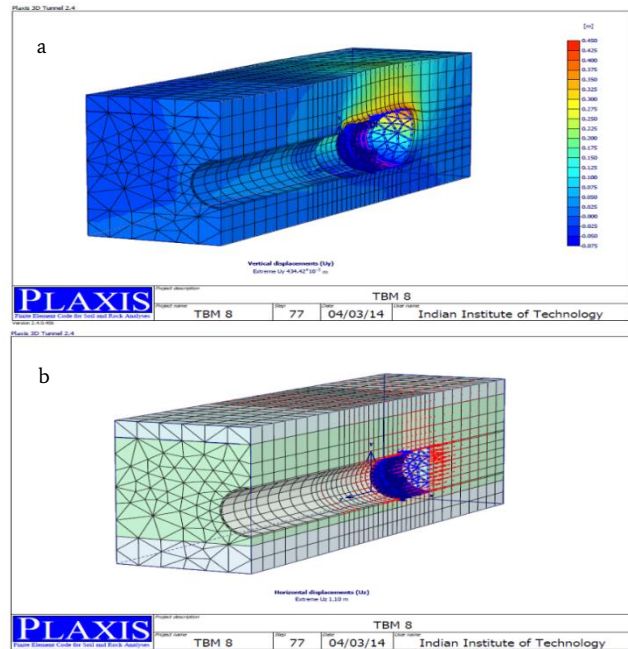 Plaxis 3D Tunnel 2.4
a
[m]
0.450
0.425
0.400
0.375
0.350
0.325
0.300
0.275
0.250
0.225
0.200
0.175
0.150
0.125
0.100
0.075
0.050
0.025
0.000
-0.025
-0.050
-0.075
Vertical displacements (Uy)
Extreme Uy 434.42*10⁻³ m
PLAXIS
Finite Element Code for Soil and Rock Analyses
Project description
TBM 8
Project name
TBM 8
Step
77
Date
04/03/14
User name
Indian Institute of Technology
Plaxis 3D Tunnel 2.4
b
Horizontal displacements (Uz)
Extreme Uz 1.10 m
PLAXIS
Finite Element Code for Soil and Rock Analyses
Project description
TBM 8
Project name
TBM 8
Step
77
Date
04/03/14
User name
Indian Institute of Technology